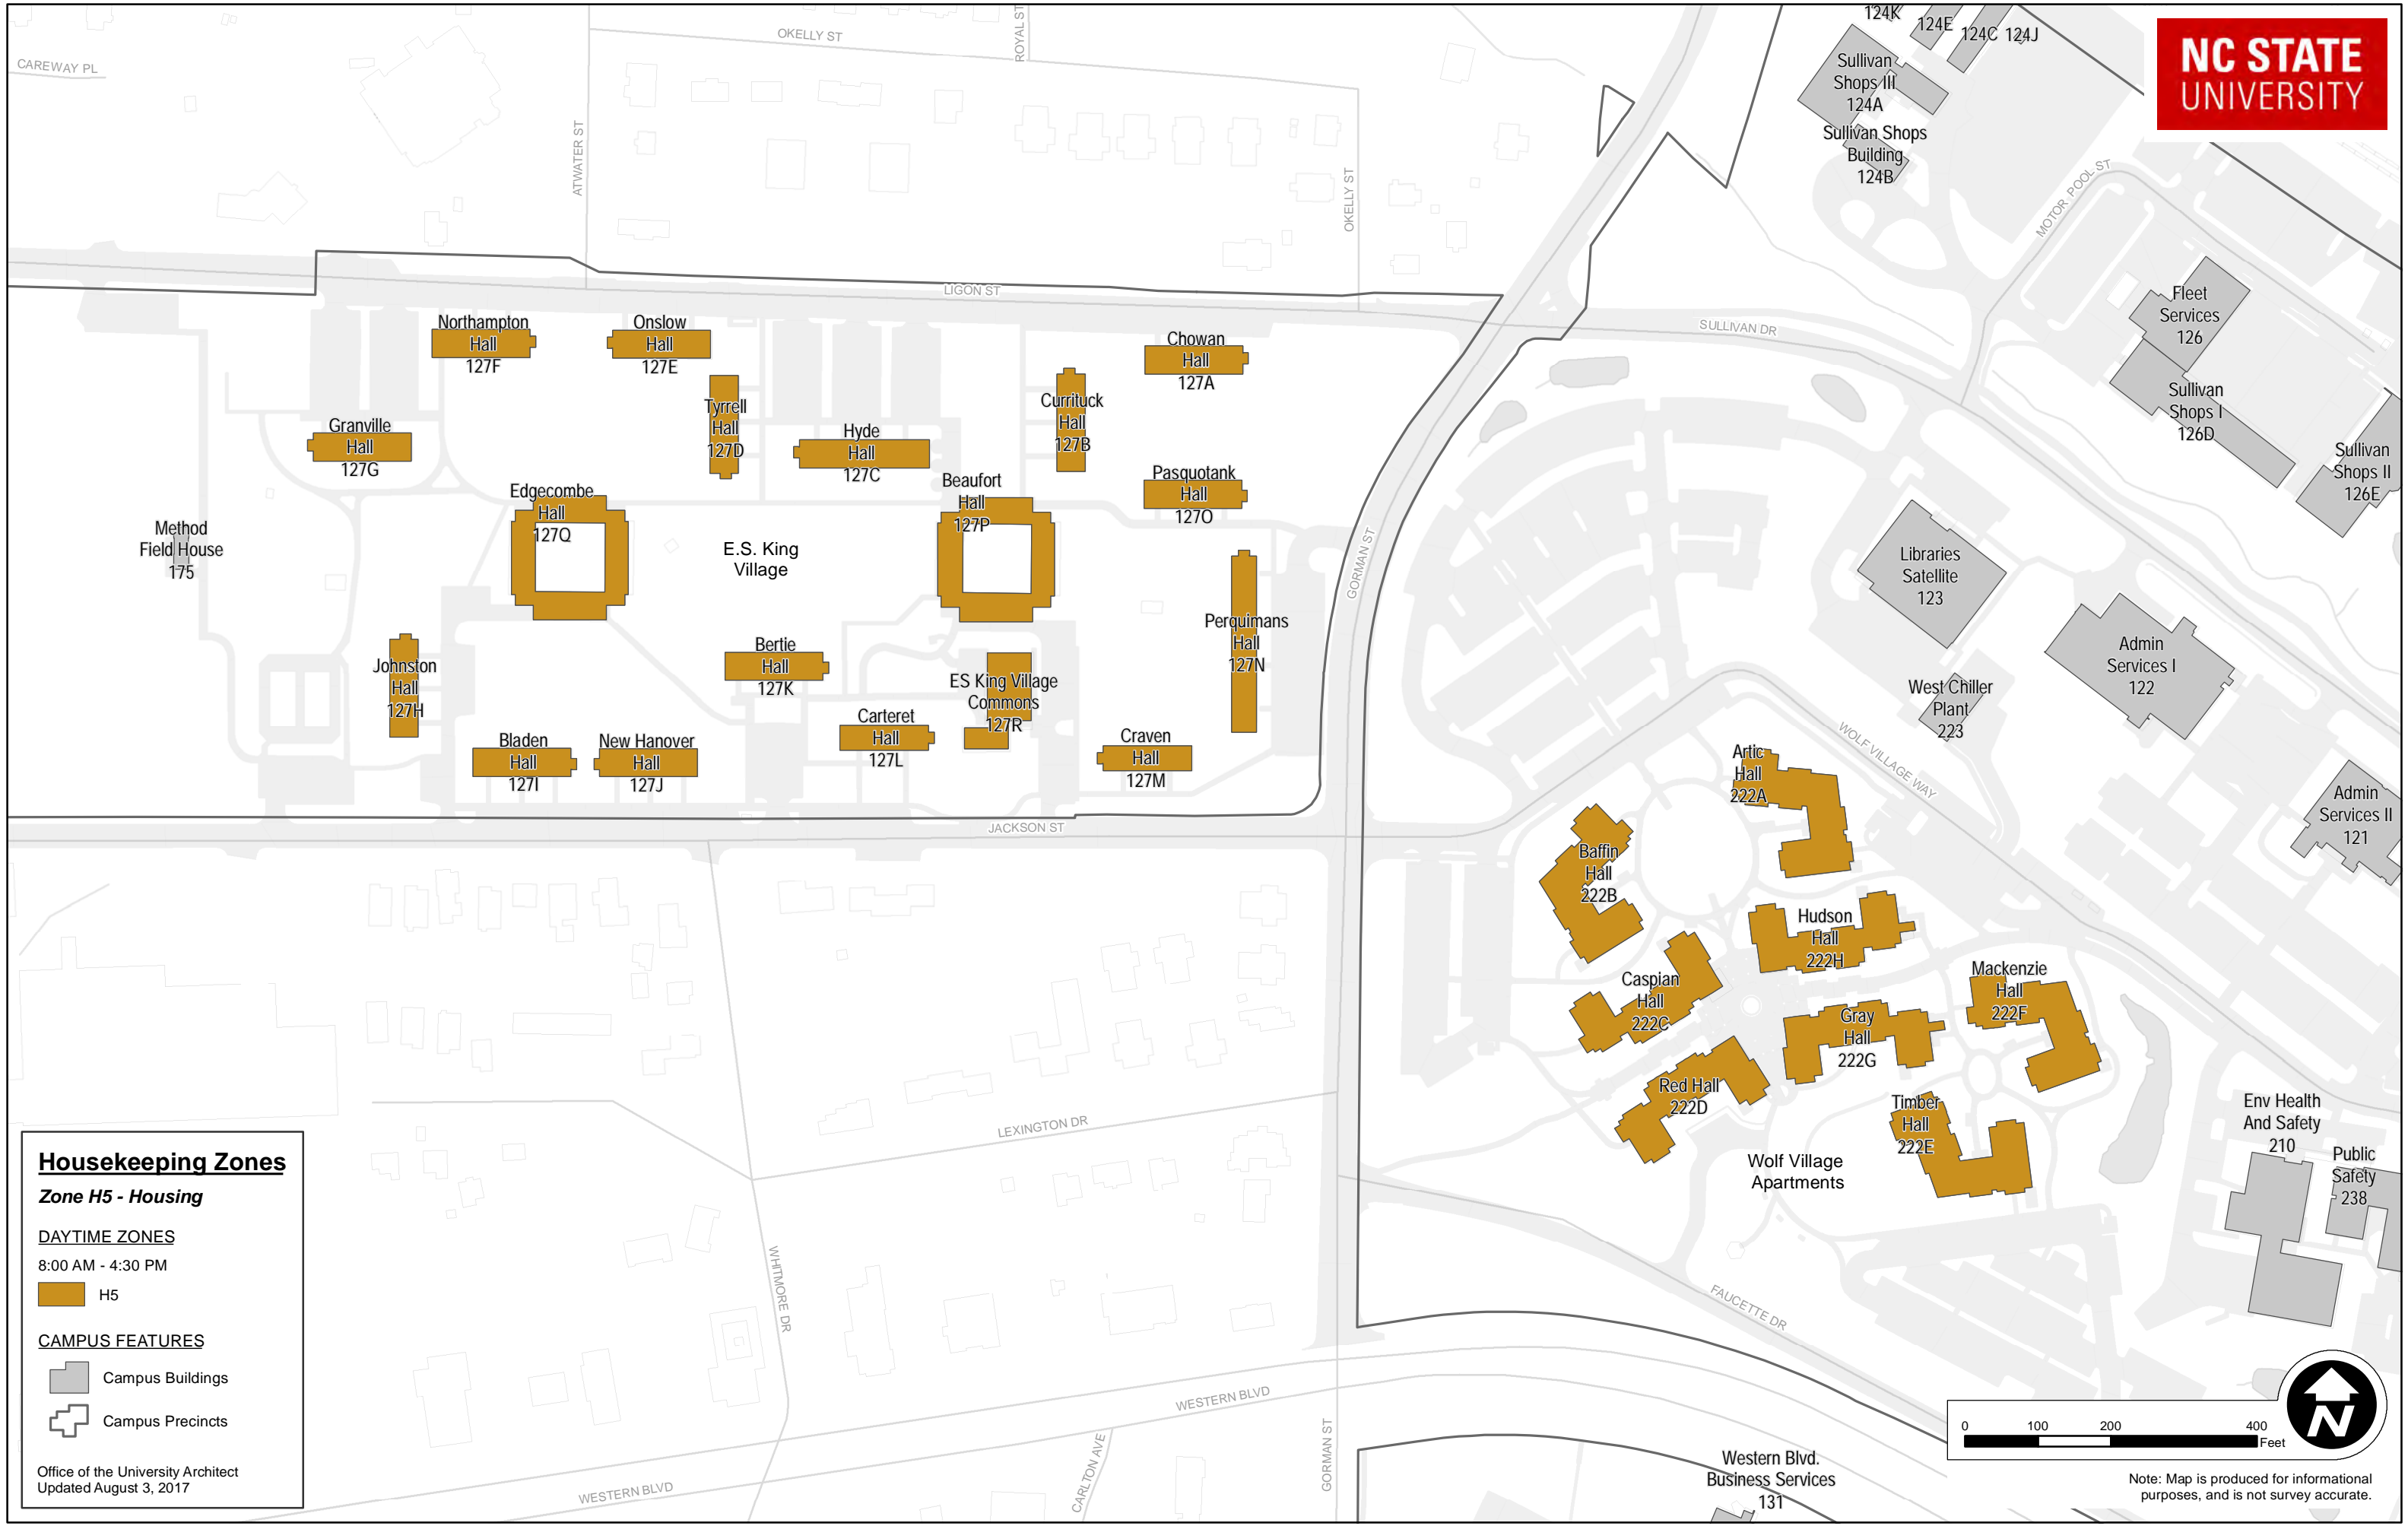 CAREWAY PL
OKELLY ST
ROYAL ST
ATWATER ST
OKELLY ST
124K
124E
124C
124J
Sullivan
Shops III
124A
Sullivan Shops
Building
124B
NC STATE
UNIVERSITY
MOTOR POOL ST
LIGON ST
SULLIVAN DR
Fleet
Services
126
Sullivan
Shops I
126D
Sullivan
Shops II
126E
Northampton
Hall
127F
Onslow
Hall
127E
Tyrrell
Hall
127D
Chowan
Hall
127A
Currituck
Hall
127B
Granville
Hall
127G
Hyde
Hall
127C
Pasquotank
Hall
127O
Edgecombe
Hall
127Q
Beaufort
Hall
127P
Method
Field House
175
E.S. King
Village
GORMAN ST
Libraries
Satellite
123
Admin
Services I
122
Perquimans
Hall
127N
Johnston
Hall
127H
Bertie
Hall
127K
ES King Village
Commons
127R
West Chiller
Plant
223
Carteret
Hall
127L
Bladen
Hall
127I
New Hanover
Hall
127J
Craven
Hall
127M
WOLF VILLAGE WAY
Artic
Hall
222A
Admin
Services II
121
JACKSON ST
Baffin
Hall
222B
Hudson
Hall
222H
Caspian
Hall
222C
Mackenzie
Hall
222F
Gray
Hall
222G
Red Hall
222D
Timber
Hall
222E
Wolf Village
Apartments
Env Health
And Safety
210
Public
Safety
238
LEXINGTON DR
WHITMORE DR
FAUCETTE DR
WESTERN BLVD
WESTERN BLVD
CARLTON AVE
GORMAN ST
Western Blvd.
Business Services
131
Housekeeping Zones
Zone H5 - Housing
DAYTIME ZONES
8:00 AM - 4:30 PM
H5
CAMPUS FEATURES
Campus Buildings
Campus Precincts
Office of the University Architect
Updated August 3, 2017
0 100 200 400
Feet
N
Note: Map is produced for informational
purposes, and is not survey accurate.